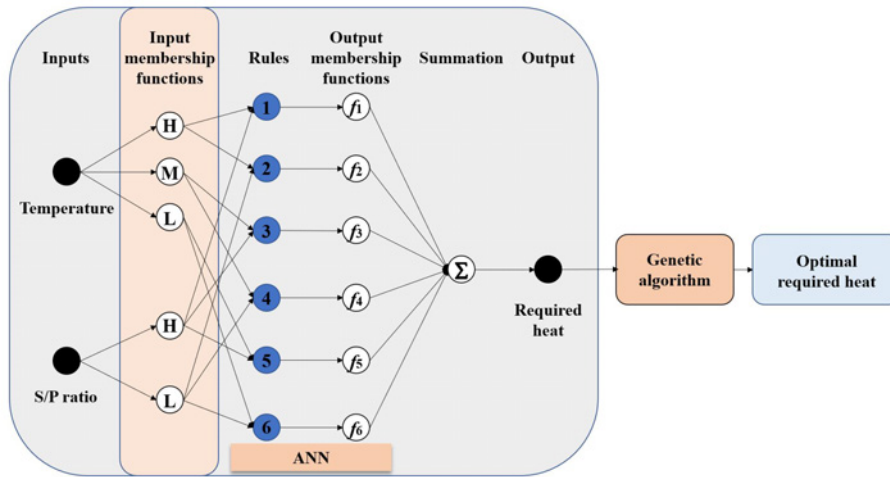 Inputs
Input
membership
functions
Rules
Output
membership
functions
Summation
Output
H
M
L
Temperature
H
L
S/P ratio
1
2
3
4
5
6
f1
f2
f3
f4
f5
f6
Σ
Required
heat
ANN
Genetic
algorithm
Optimal
required heat